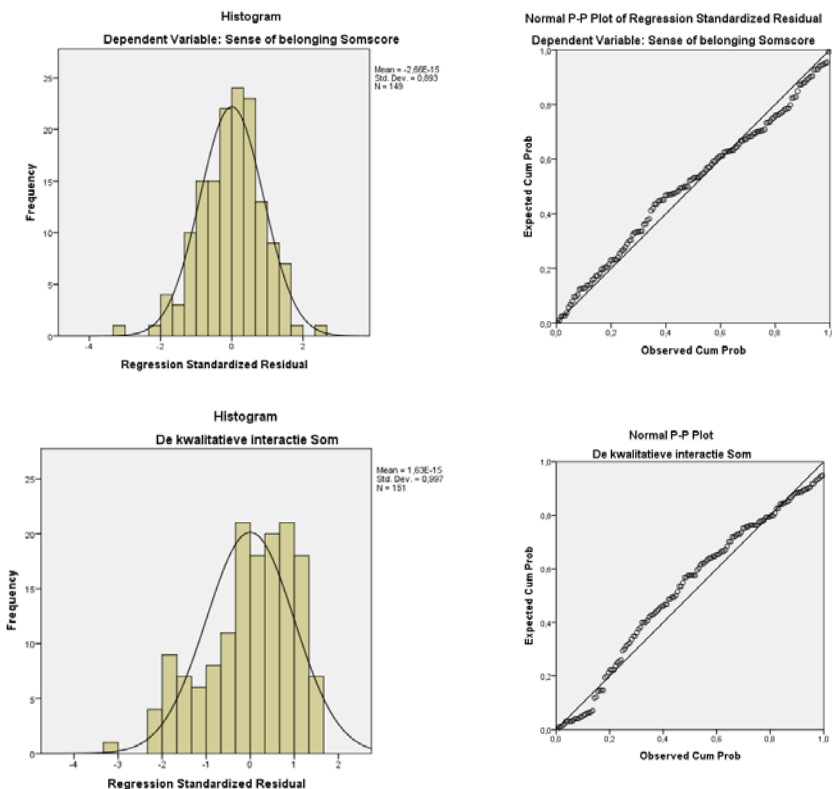 Histogram
Dependent Variable: Sense of belonging Somscore
Mean = -2,66E-15
Std. Dev. = 0,893
N = 149
25
20
15
10
5
0
Frequency
-4
-2
0
2
Regression Standardized Residual
Normal P-P Plot of Regression Standardized Residual
Dependent Variable: Sense of belonging Somscore
1,0
0,8
0,6
0,4
0,2
0,0
Expected Cum Prob
0,0
0,2
0,4
0,6
0,8
1,0
Observed Cum Prob
Histogram
De kwalitatieve interactie Som
Mean = 1,63E-15
Std. Dev. = 0,997
N = 151
25
20
15
10
5
0
Frequency
-4
-3
-2
-1
0
1
2
Regression Standardized Residual
Normal P-P Plot
De kwalitatieve interactie Som
1,0
0,8
0,6
0,4
0,2
0,0
Expected Cum Prob
0,0
0,2
0,4
0,6
0,8
1,0
Observed Cum Prob